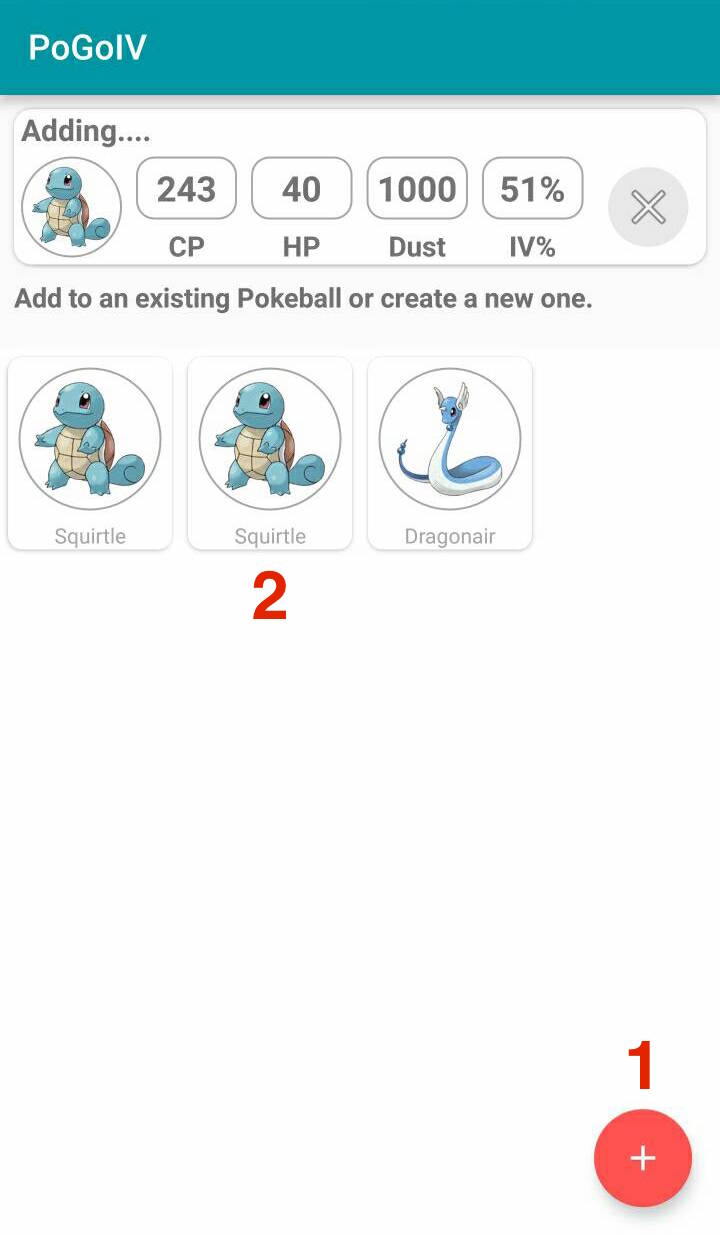 PoGoIV
Adding....
243 40 1000 51%
CP HP Dust IV%
Add to an existing Pokeball or create a new one.
Squirtle Squirtle Dragonair
2
1
+